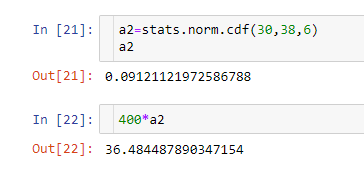 In [21]: a2=stats.norm.cdf(30,38,6)
a2
Out[21]: 0.09121121972586788
In [22]: 400*a2
Out[22]: 36.484487890347154